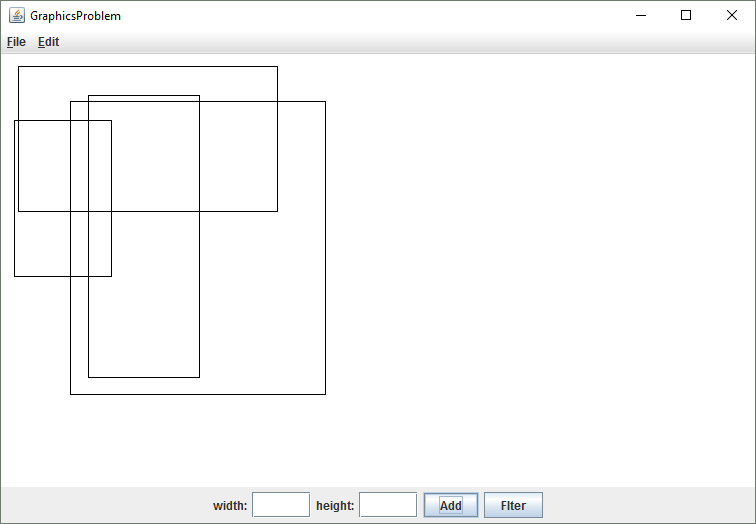 GraphicsProblem
File Edit
width: height: Add Flter